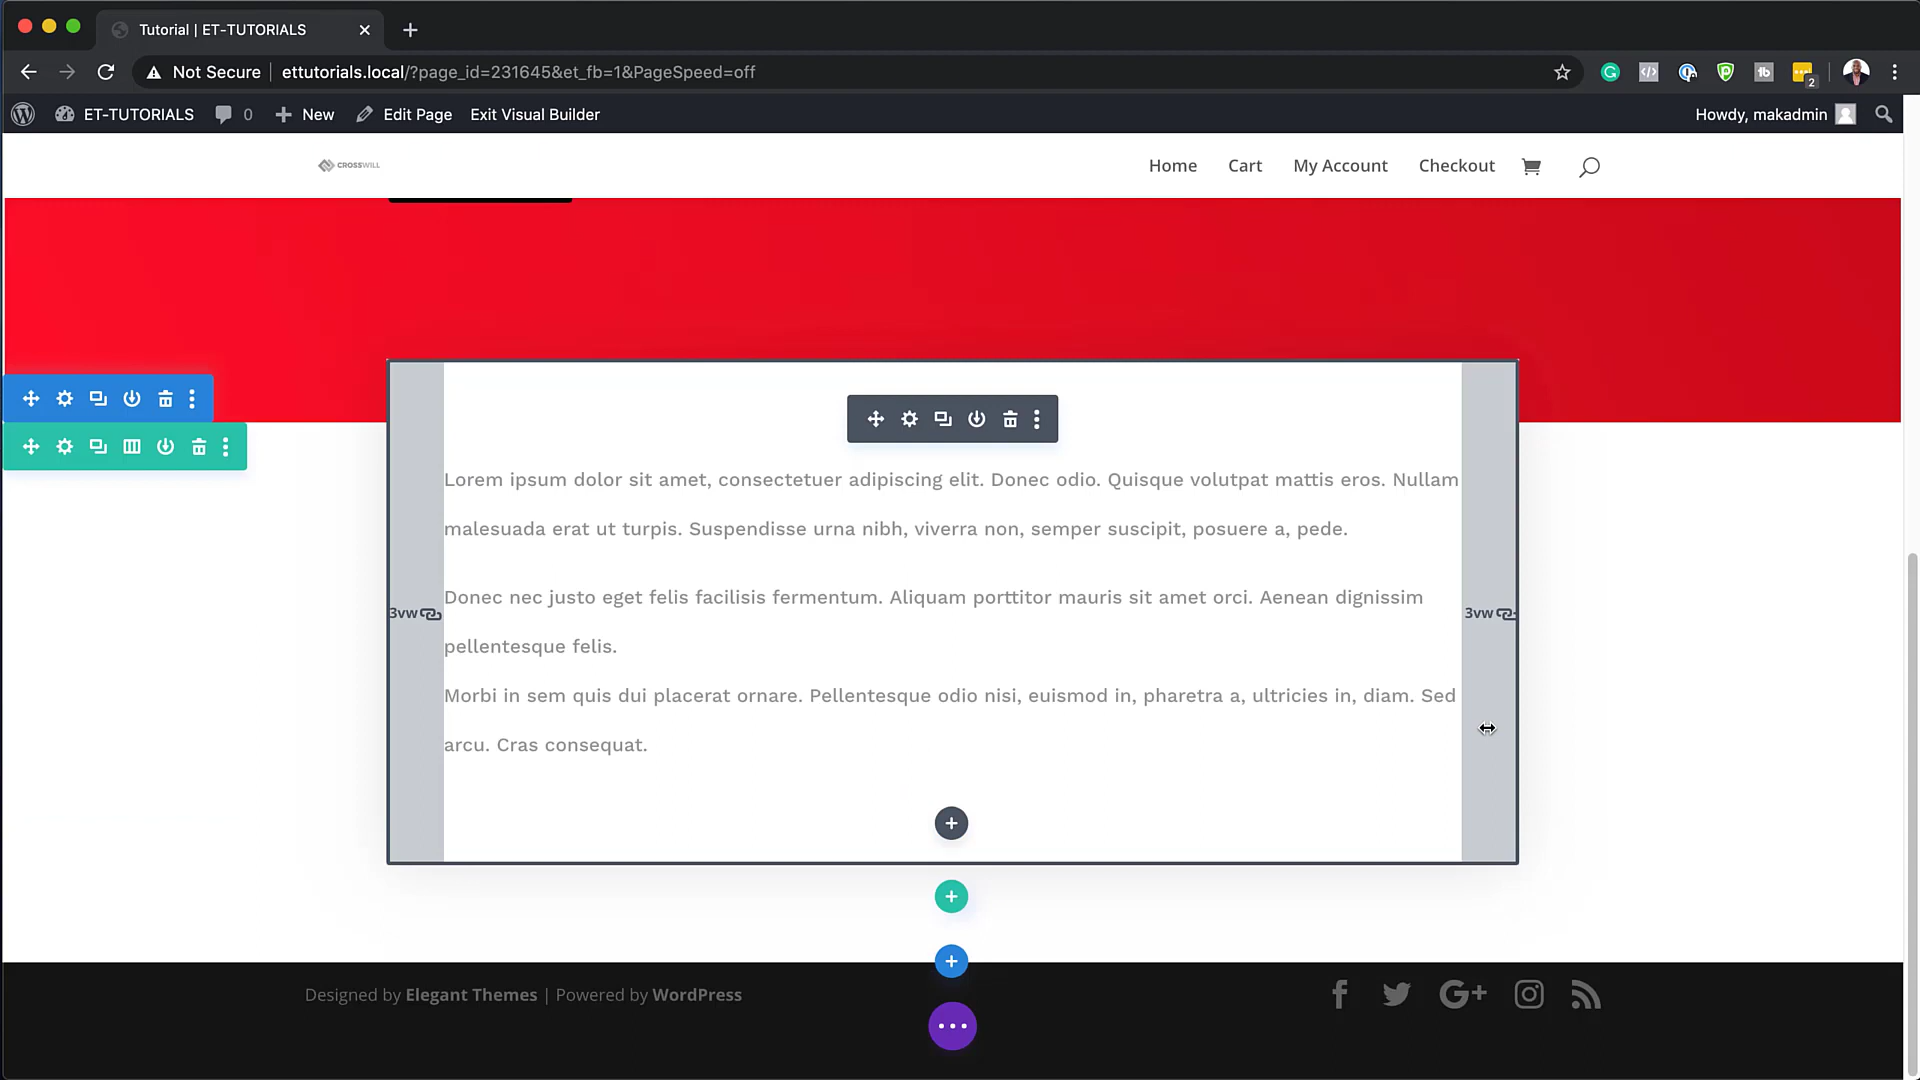 Tutorial | ET-TUTORIALS
Not Secure
ettutorials.local/?page_id=231645&et_fb=1&PageSpeed=off
2
ET-TUTORIALS
0
New
Edit Page
Exit Visual Builder
Howdy, makadmin
CROSSWILL
Home
Cart
My Account
Checkout
Lorem ipsum dolor sit amet, consectetuer adipiscing elit. Donec odio. Quisque volutpat mattis eros. Nullam
malesuada erat ut turpis. Suspendisse urna nibh, viverra non, semper suscipit, posuere a, pede.
Donec nec justo eget felis facilisis fermentum. Aliquam porttitor mauris sit amet orci. Aenean dignissim
3vw
3vw
pellentesque felis.
Morbi in sem quis dui placerat ornare. Pellentesque odio nisi, euismod in, pharetra a, ultricies in, diam. Sed
arcu. Cras consequat.
Designed by Elegant Themes | Powered by WordPress